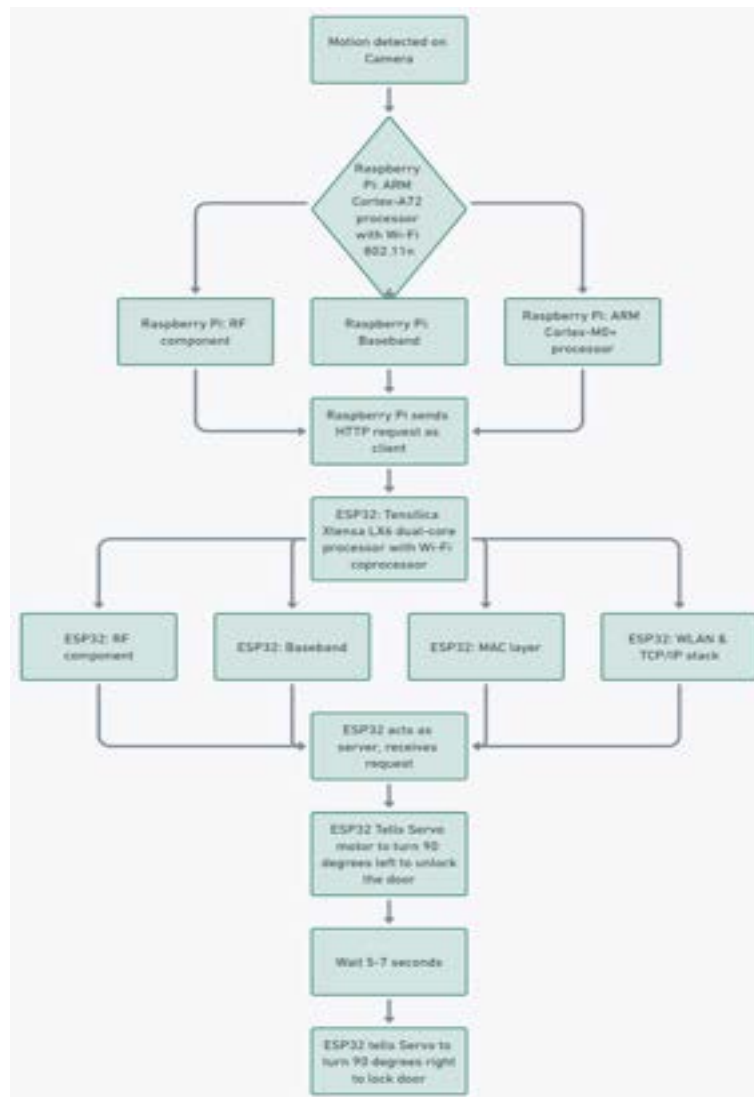 Motion detected on
Camera
Raspberry
Pi: ARM
Cortex-A72
processor
with Wi-Fi
802.11n
Raspberry Pi: RF
component
Raspberry Pi:
Baseband
Raspberry Pi: ARM
Cortex-M0+
processor
Raspberry Pi sends
HTTP request as
client
ESP32: Tensilica
Xtensa LX6 dual-core
processor with Wi-Fi
coprocessor
ESP32: RF
component
ESP32: Baseband
ESP32: MAC layer
ESP32: WLAN &
TCP/IP stack
ESP32 acts as
server, receives
request
ESP32 Tells Servo
motor to turn 90
degrees left to unlock
the door
Wait 5-7 seconds
ESP32 tells Servo to
turn 90 degrees right
to lock door